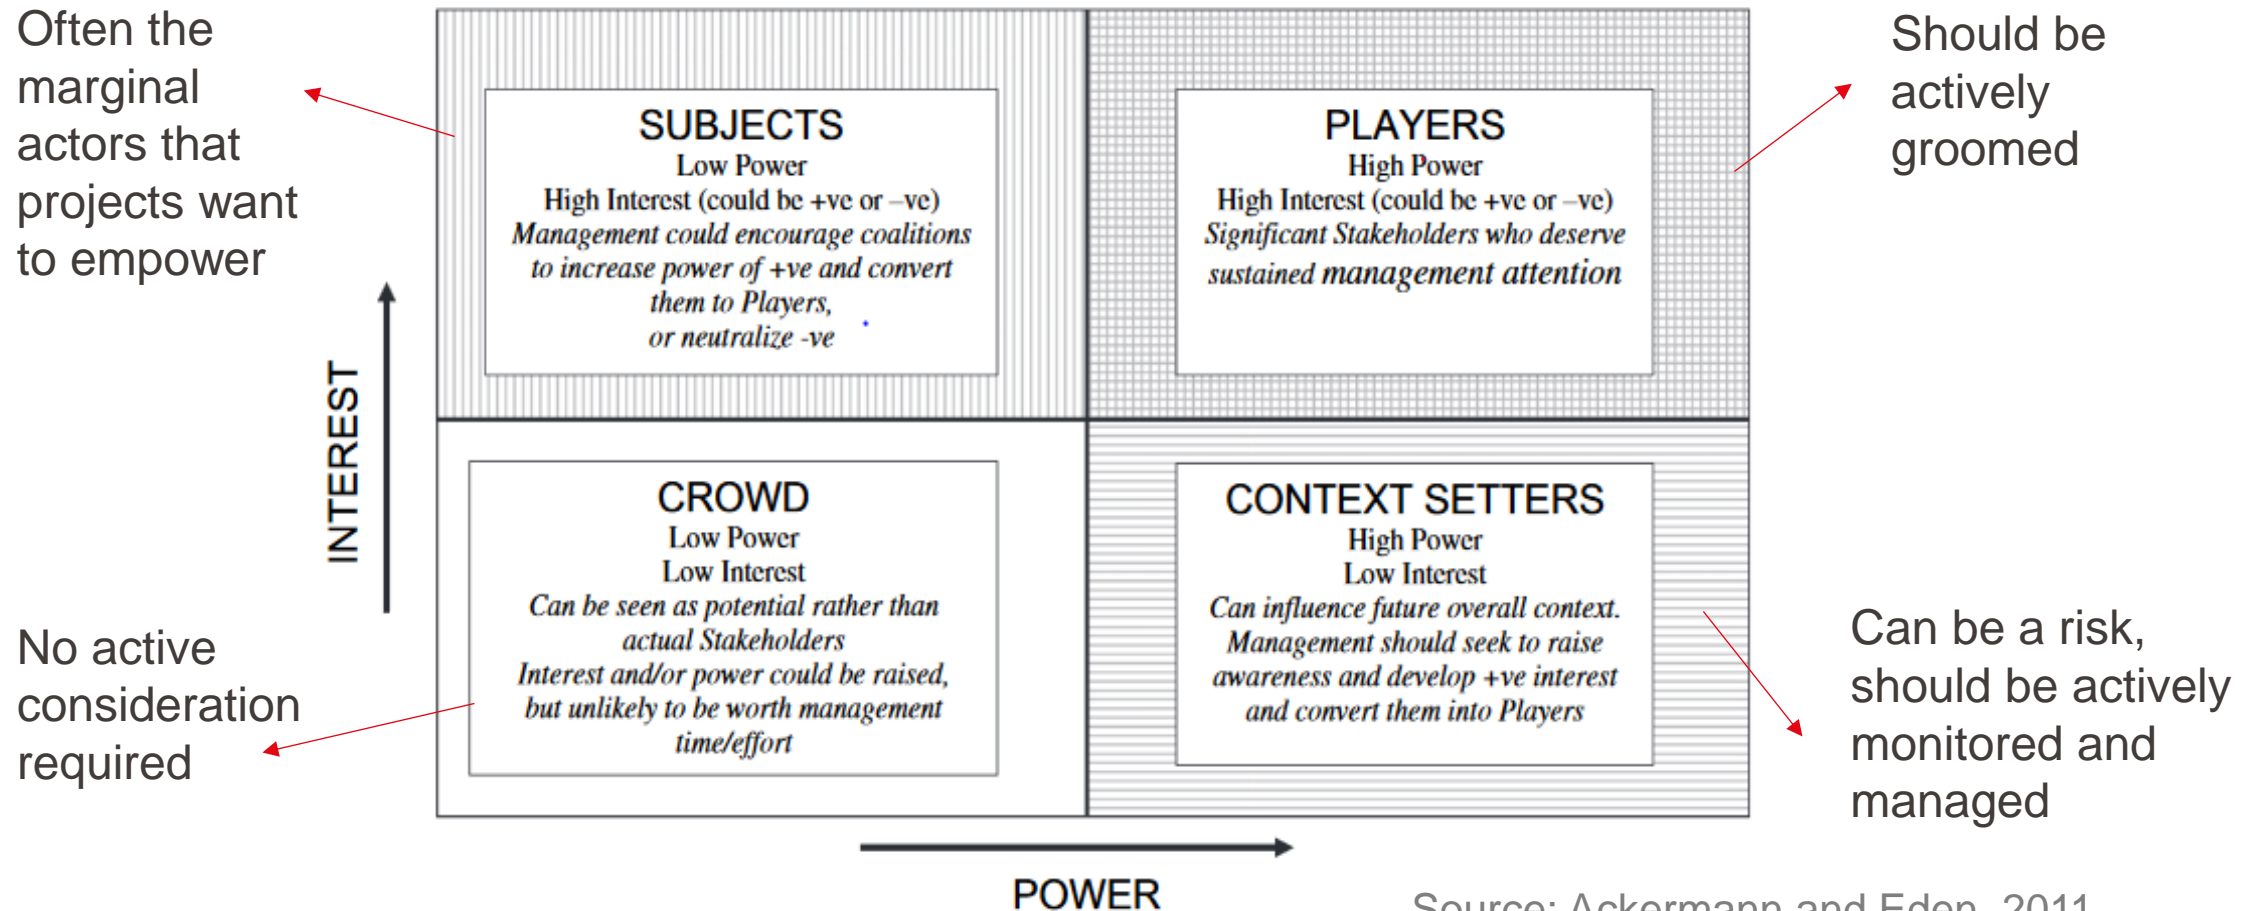 Often the
marginal
actors that
projects want
to empower
SUBJECTS
Low Power
High Interest (could be +ve or –ve)
Management could encourage coalitions
to increase power of +ve and convert
them to Players,
or neutralize -ve
PLAYERS
High Power
High Interest (could be +ve or –ve)
Significant Stakeholders who deserve
sustained management attention
Should be
actively
groomed
INTEREST
No active
consideration
required
CROWD
Low Power
Low Interest
Can be seen as potential rather than
actual Stakeholders
Interest and/or power could be raised,
but unlikely to be worth management
time/effort
CONTEXT SETTERS
High Power
Low Interest
Can influence future overall context.
Management should seek to raise
awareness and develop +ve interest
and convert them into Players
Can be a risk,
should be actively
monitored and
managed
POWER
Source: Ackermann and Eden, 2011